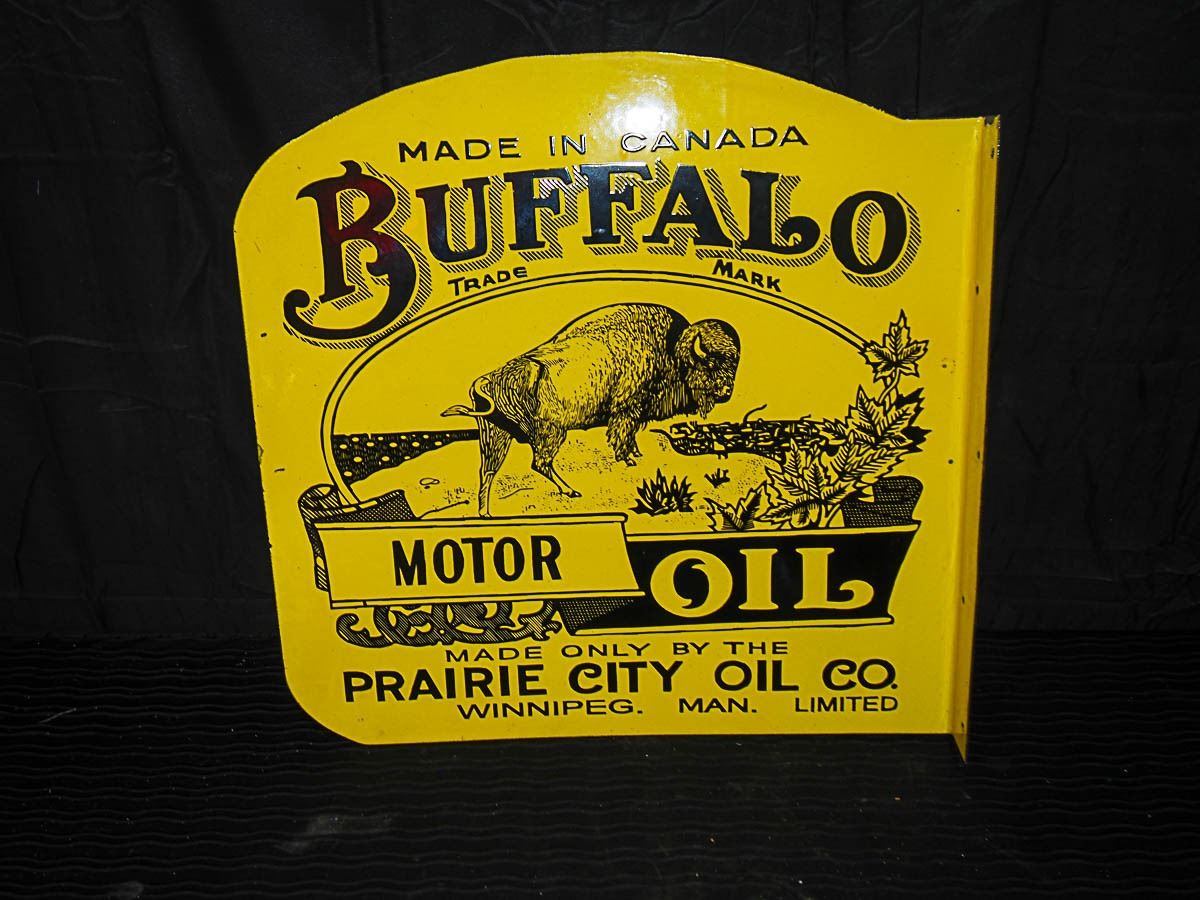 MADE IN CANADA
BUFFALO
TRADE MARK
MOTOR OIL
MADE ONLY BY THE
PRAIRIE CITY OIL CO.
WINNIPEG. MAN. LIMITED